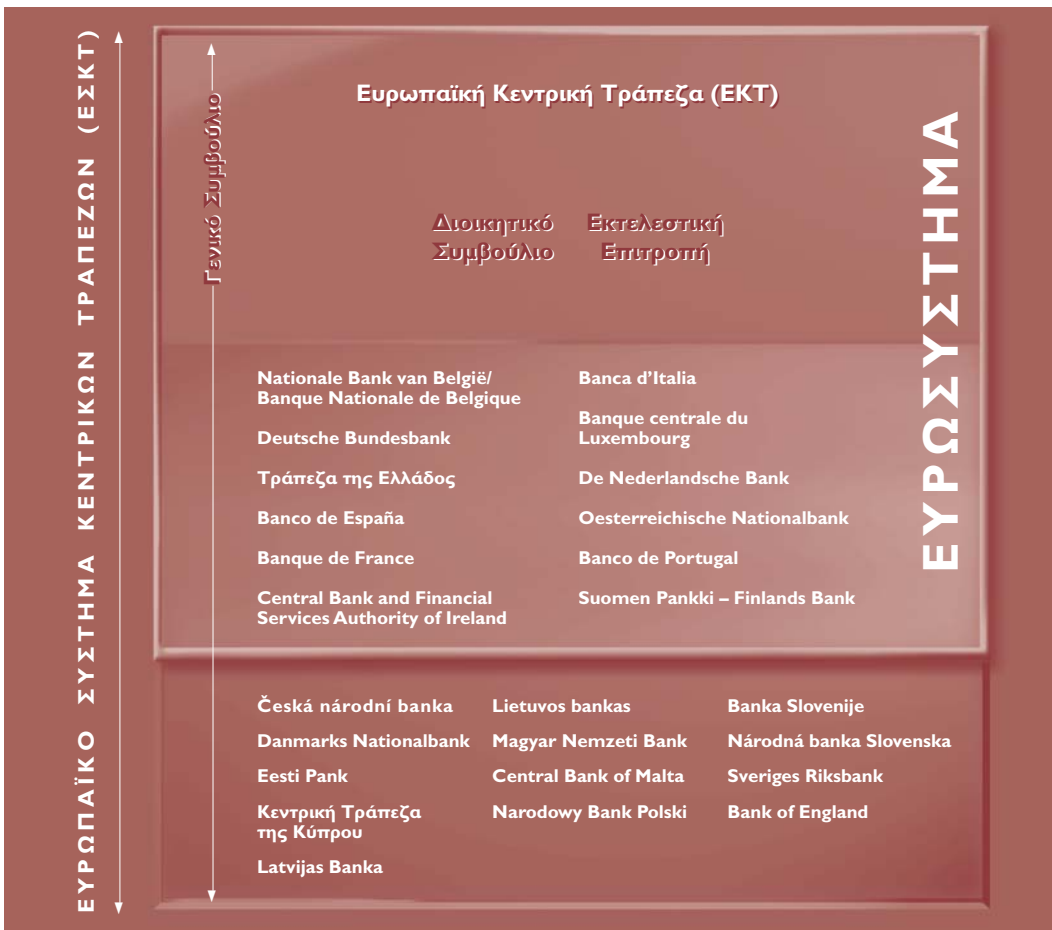 ΕΥΡΩΠΑΪΚΟ ΣΥΣΤΗΜΑ ΚΕΝΤΡΙΚΩΝ ΤΡΑΠΕΖΩΝ (ΕΣΚΤ)
Γενικό Συμβούλιο
Ευρωπαϊκή Κεντρική Τράπεζα (ΕΚΤ)
Διοικητικό
Συμβούλιο
Εκτελεστική
Επιτροπή
ΕΥΡΩΣΥΣΤΗΜΑ
Nationale Bank van België/
Banque Nationale de Belgique
Deutsche Bundesbank
Τράπεζα της Ελλάδος
Banco de España
Banque de France
Central Bank and Financial
Services Authority of Ireland
Banca d’Italia
Banque centrale du
Luxembourg
De Nederlandsche Bank
Oesterreichische Nationalbank
Banco de Portugal
Suomen Pankki – Finlands Bank
Česká národní banka
Danmarks Nationalbank
Eesti Pank
Κεντρική Τράπεζα
της Κύπρου
Latvijas Banka
Lietuvos bankas
Magyar Nemzeti Bank
Central Bank of Malta
Narodowy Bank Polski
Banka Slovenije
Národná banka Slovenska
Sveriges Riksbank
Bank of England